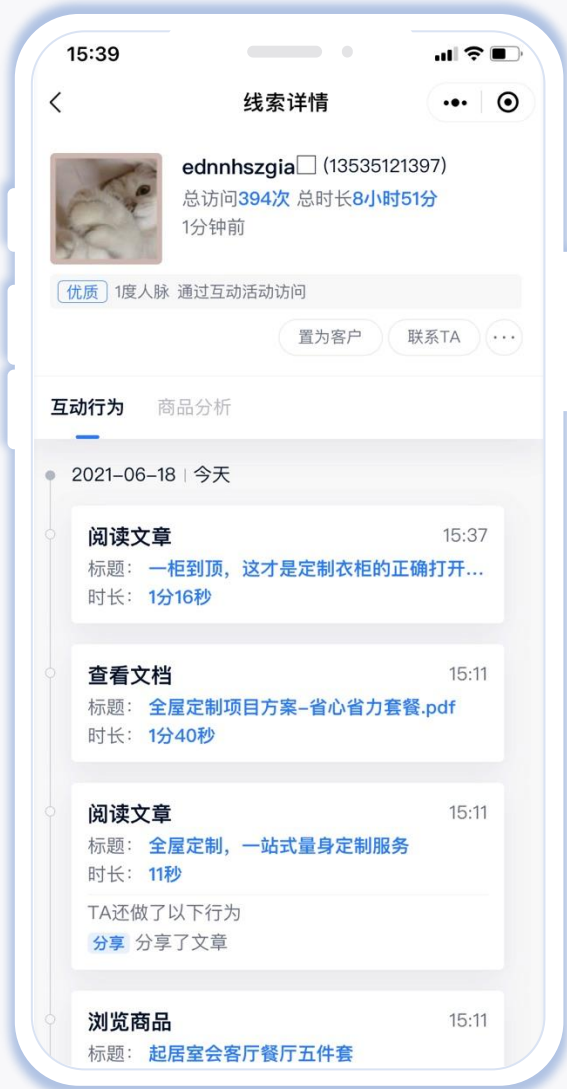 15:39
线索详情
ednnhszgia□ (13535121397)
总访问394次 总时长8小时51分
1分钟前
优质 1度人脉 通过互动活动访问
置为客户 联系TA ···
互动行为 商品分析
2021-06-18 | 今天
阅读文章 15:37
标题： 一柜到顶，这才是定制衣柜的正确打开...
时长： 1分16秒
查看文档 15:11
标题： 全屋定制项目方案-省心省力套餐.pdf
时长： 1分40秒
阅读文章 15:11
标题： 全屋定制，一站式量身定制服务
时长： 11秒
TA还做了以下行为
分享 分享了文章
浏览商品 15:11
标题： 起居室会客厅餐厅五件套